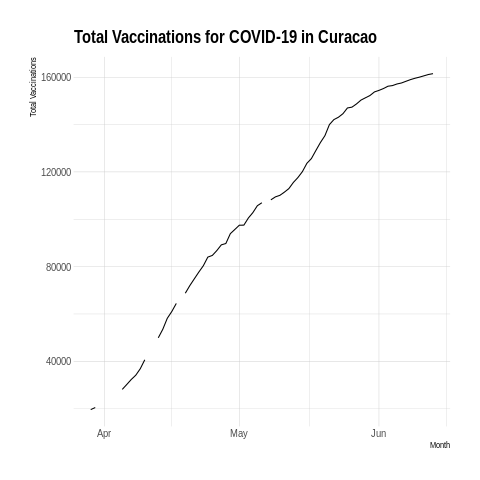 Total Vaccinations for COVID-19 in Curacao
Total Vaccinations
160000
120000
80000
40000
Apr
May
Jun
Month